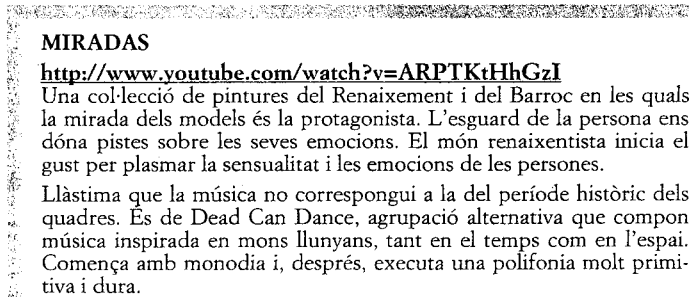 MIRADAS
http://www.youtube.com/watch?v=ARPTKtHhGzI
Una col·lecció de pintures del Renaixement i del Barroc en les quals
la mirada dels models és la protagonista. L'esguard de la persona ens
dóna pistes sobre les seves emocions. El món renaixentista inicia el
gust per plasmar la sensualitat i les emocions de les persones.
Llàstima que la música no correspongui a la del període històric dels
quadres. És de Dead Can Dance, agrupació alternativa que compon
música inspirada en mons llunyans, tant en el temps com en l'espai.
Comença amb monodia i, després, executa una polifonia molt primi-
tiva i dura.